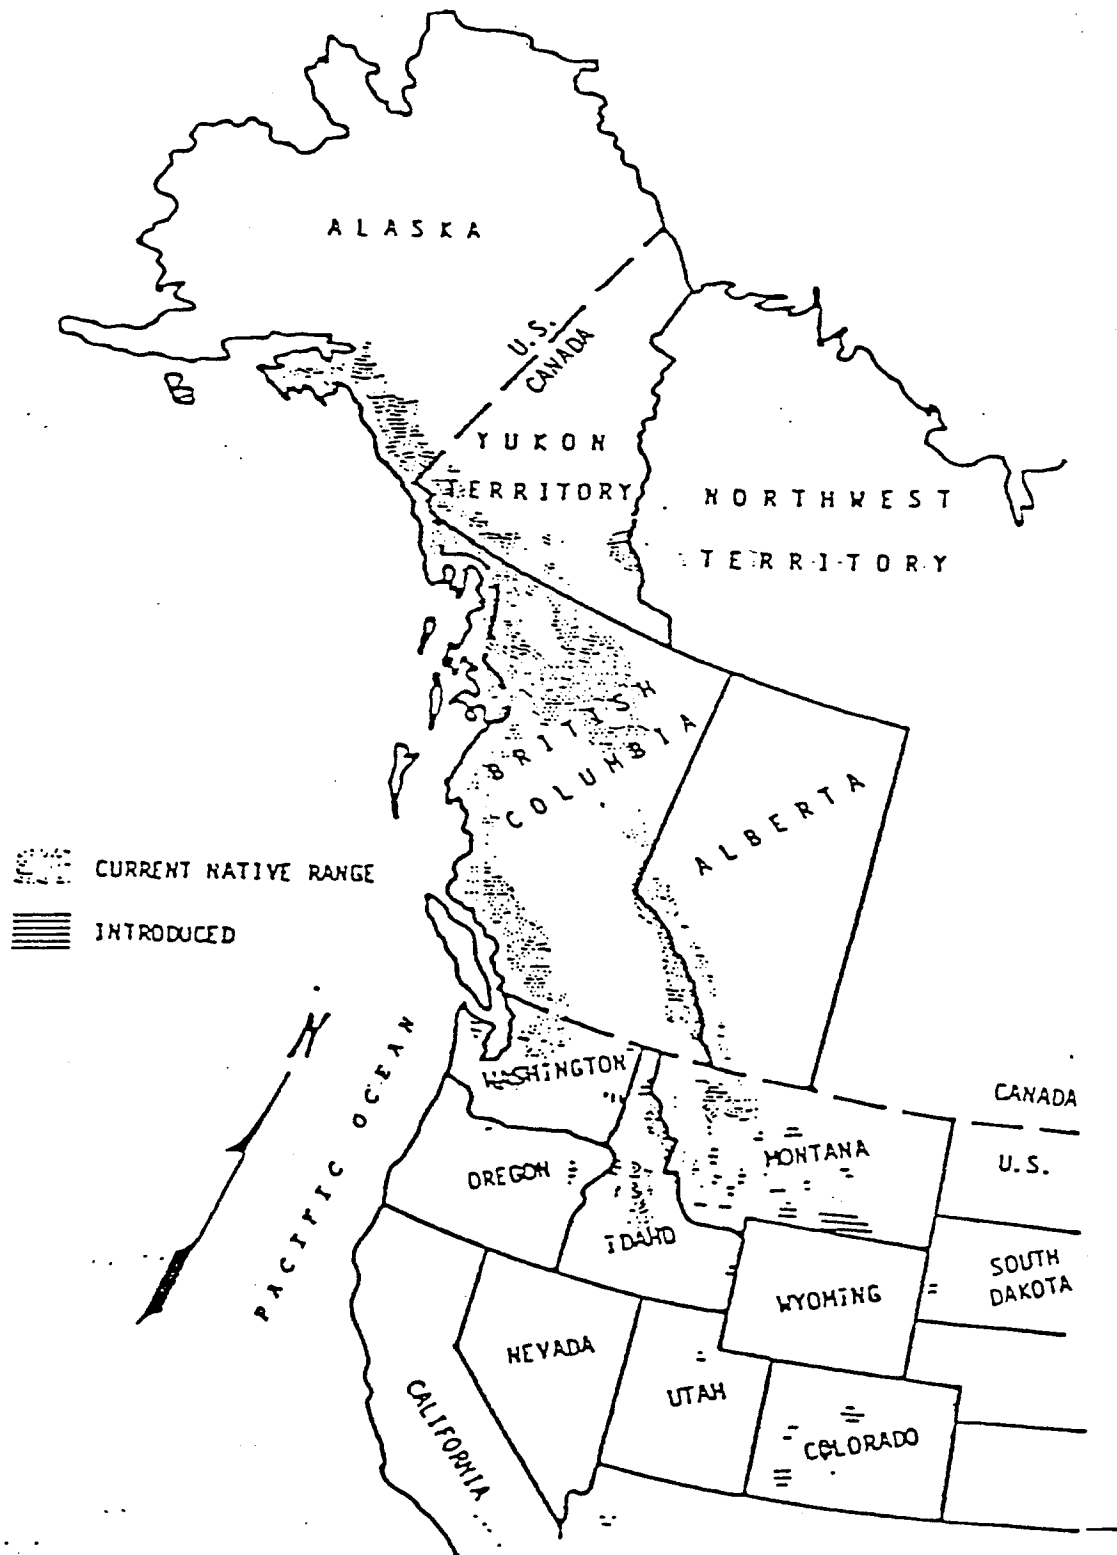 ALASKA
U.S.
CANADA
YUKON
TERRITORY
NORTHWEST
TERRITORY
BRITISH
COLUMBIA
ALBERTA
CURRENT NATIVE RANGE
INTRODUCED
N
PACIFIC OCEAN
WASHINGTON
CANADA
U.S.
MONTANA
OREGON
IDAHO
SOUTH
DAKOTA
WYOMING
NEVADA
UTAH
COLORADO
CALIFORNIA